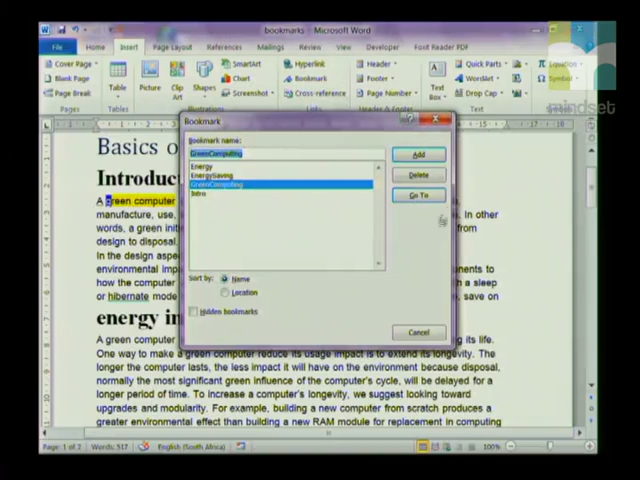 bookmarks - Microsoft Word
File Home Insert Page Layout References Mailings Review View Developer Foxit Reader PDF
Cover Page
Blank Page
Page Break
Pages
Table
Tables
Picture
Clip
Art
Shapes
SmartArt
Chart
Screenshot
Illustrations
Hyperlink
Bookmark
Cross-reference
Links
Header
Footer
Page Number
Header & Footer
Text
Box
Quick Parts
WordArt
Drop Cap
Text
Equation
Symbol
Symbols
mindset
Bookmark
Bookmark name:
GreenComputing
Energy
EnergySaving
GreenComputing
Intro
Add
Delete
Go To
Sort by: Name
Location
Hidden bookmarks
Cancel
Basics o
Introduc
A green computer
manufacture, use, r In other
words, a green initi from
design to disposal.
In the design aspec
environmental impa nents to
how the computer h a sleep
or hibernate mode save on
energy in
A green computer ng its life.
One way to make a green computer reduce its usage impact is to extend its longevity. The
longer the computer lasts, the less impact it will have on the environment because disposal,
normally the most significant green influence of the computer's cycle, will be delayed for a
longer period of time. To increase a computer's longevity, we suggest looking toward
upgrades and modularity. For example, building a new computer from scratch produces a
greater environmental effect than building a new RAM module for replacement in computing
Words: 517 English (South Africa) 100%